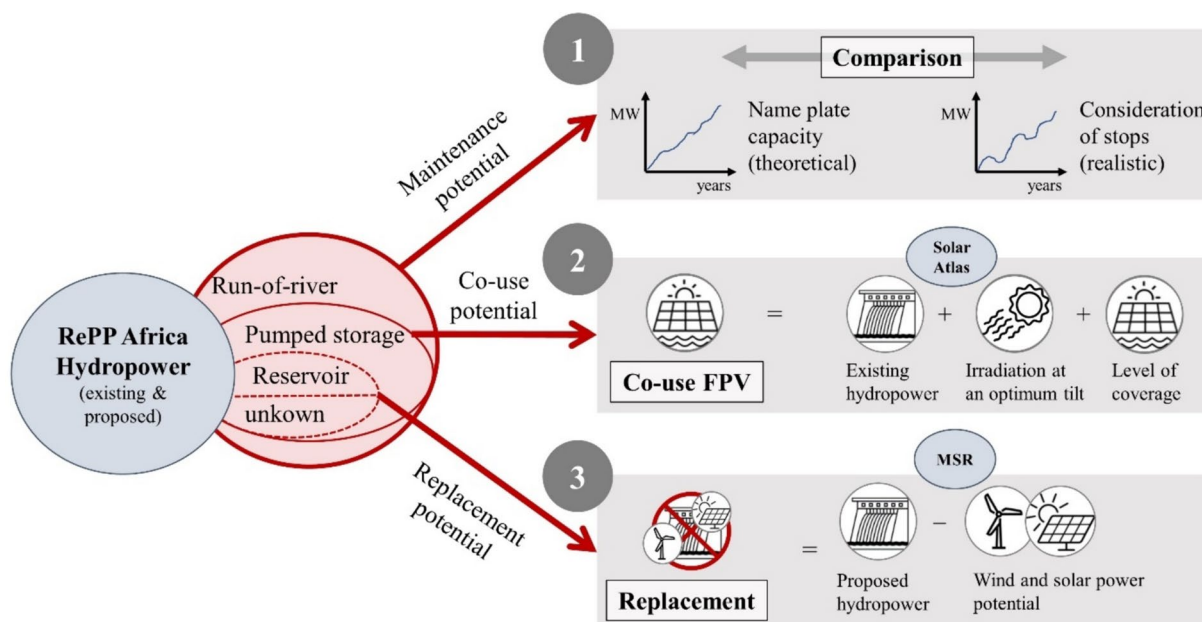 RePP Africa
Hydropower
(existing &
proposed)
Run-of-river
Pumped storage
Reservoir
unkown
Maintenance
potential
Co-use
potential
Replacement
potential
1
Comparison
MW
years
Name plate
capacity
(theoretical)
MW
years
Consideration
of stops
(realistic)
2
Solar
Atlas
Co-use FPV
=
Existing
hydropower
+
Irradiation at
an optimum tilt
+
Level of
coverage
3
MSR
Replacement
=
Proposed
hydropower
−
Wind and solar power
potential